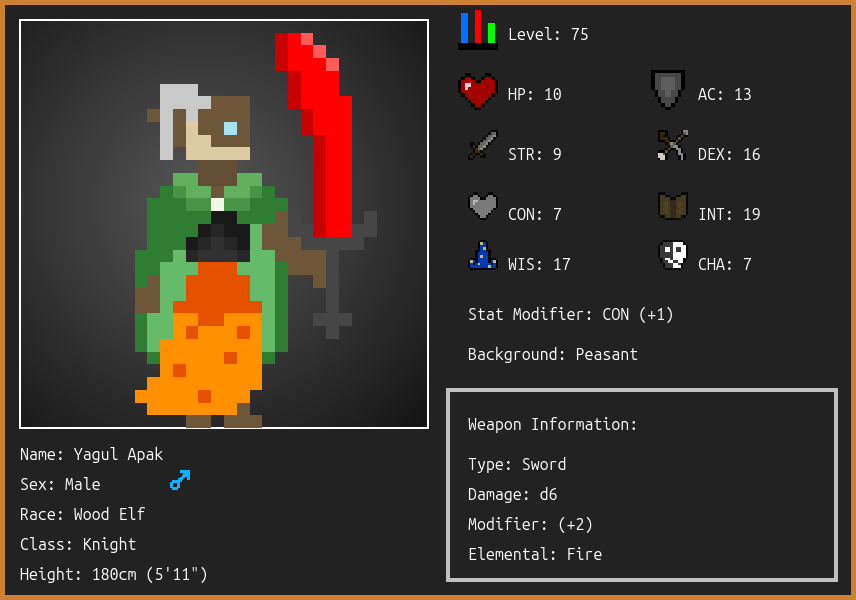 Level: 75
HP: 10
AC: 13
STR: 9
DEX: 16
CON: 7
INT: 19
WIS: 17
CHA: 7
Stat Modifier: CON (+1)
Background: Peasant
Weapon Information:
Type: Sword
Damage: d6
Modifier: (+2)
Elemental: Fire
Name: Yagul Apak
Sex: Male
Race: Wood Elf
Class: Knight
Height: 180cm (5'11")